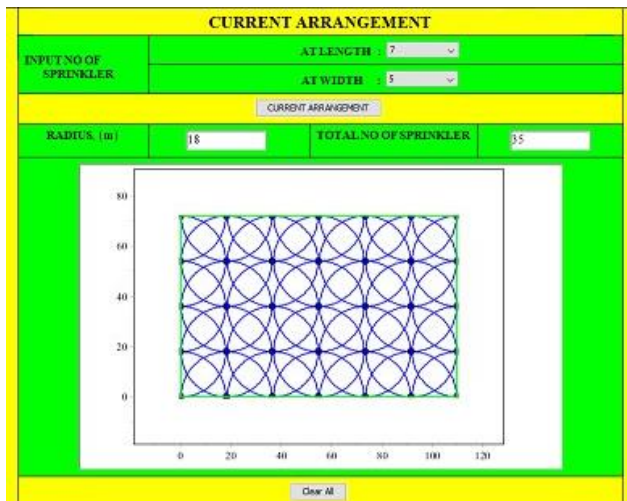 CURRENT ARRANGEMENT
INPUT NO OF
SPRINKLER
AT LENGTH : 7
AT WIDTH : 5
CURRENT ARRANGEMENT
RADIUS, (m)
18
TOTAL NO OF SPRINKLER
35
80
60
40
20
0
0 20 40 60 80 100 120
Clear All